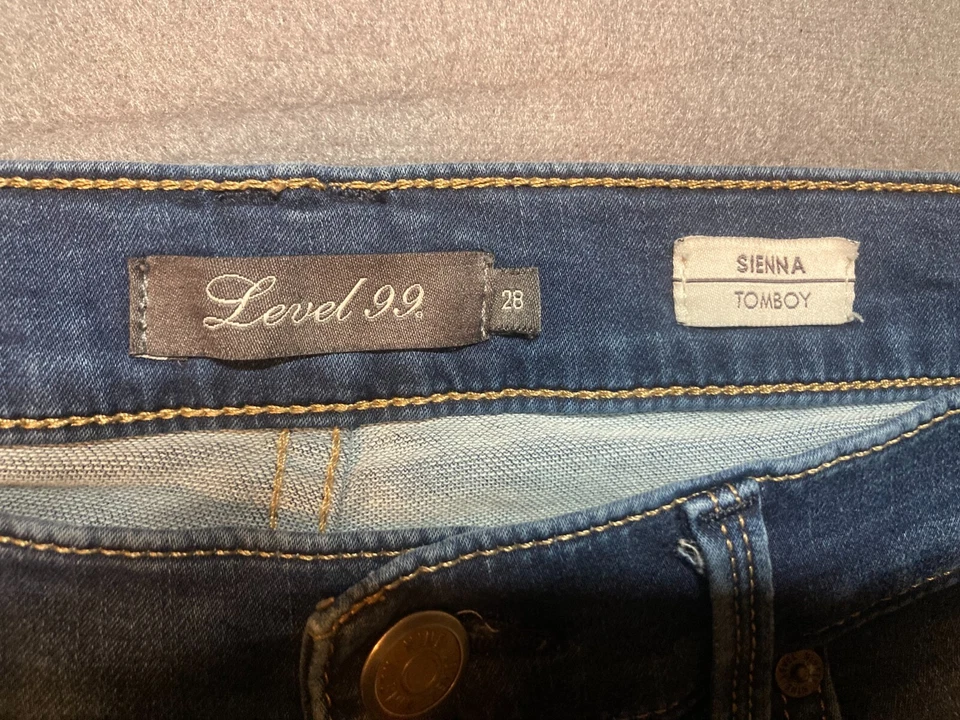 Level 99.
28
SIENNA
TOMBOY